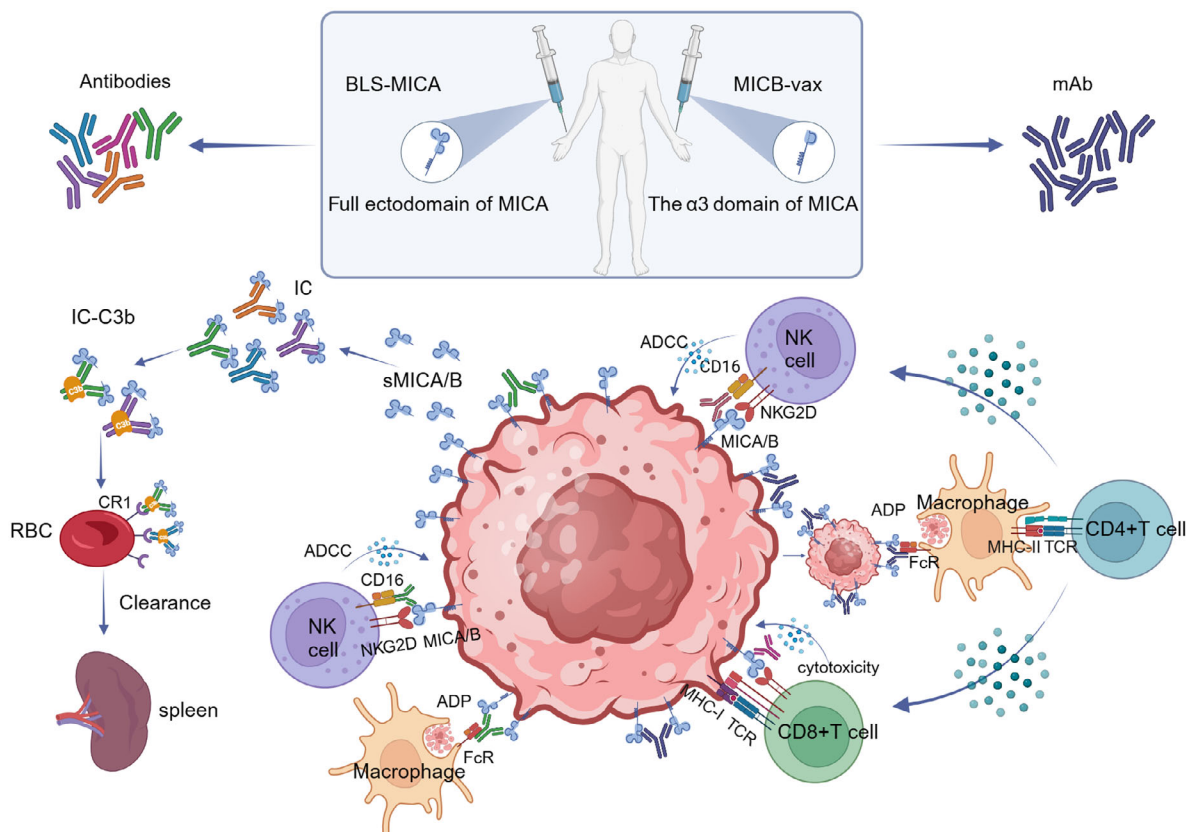 Antibodies
BLS-MICA
MICB-vax
mAb
Full ectodomain of MICA
The α3 domain of MICA
IC
IC-C3b
sMICA/B
C3b
C3b
CR1
RBC
Clearance
spleen
ADCC
CD16
NK
cell
NKG2D
MICA/B
ADCC
CD16
NK
cell
NKG2D
MICA/B
ADP
Macrophage
FcR
MHC-II
TCR
CD4+T cell
cytotoxicity
MHC-I
TCR
CD8+T cell
ADP
FcR
Macrophage